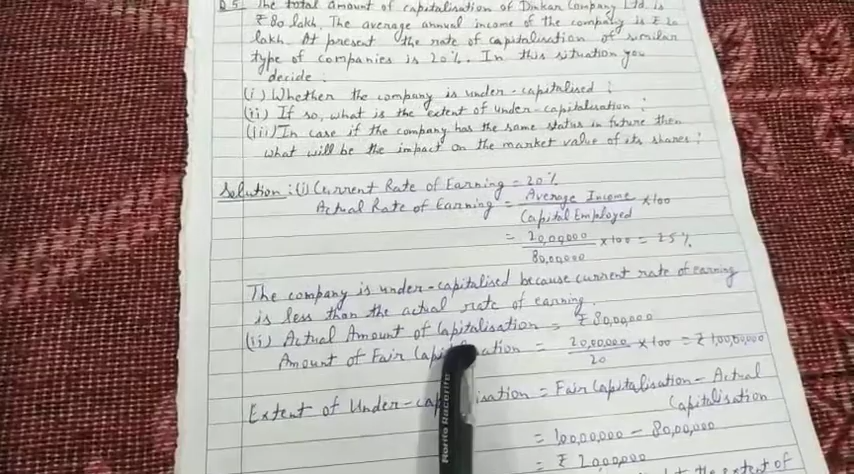 Q.5. The total amount of capitalisation of Dinkar Company Ltd. is
₹80 lakh. The average annual income of the company is ₹20
lakh. At present the rate of capitalisation of similar
type of companies is 20%. In this situation you
decide :
(i) Whether the company is under-capitalised ?
(ii) If so, what is the extent of under-capitalisation ?
(iii) In case if the company has the same status in future then
what will be the impact on the market value of its shares ?
Solution : (i) Current Rate of Earning = 20%
Actual Rate of Earning = Average Income / Capital Employed ×100
= 20,00,000 / 80,00,000 ×100 = 25%
The company is under-capitalised because current rate of earning
is less than the actual rate of earning.
(ii) Actual Amount of Capitalisation = ₹80,00,000
Amount of Fair Capi ation = 20,00,000 / 20 ×100 = ₹1,00,00,000
Extent of Under-cap isation = Fair Capitalisation - Actual
Capitalisation
= 100,00,000 - 80,00,000
= ₹20,00,000
the extent of